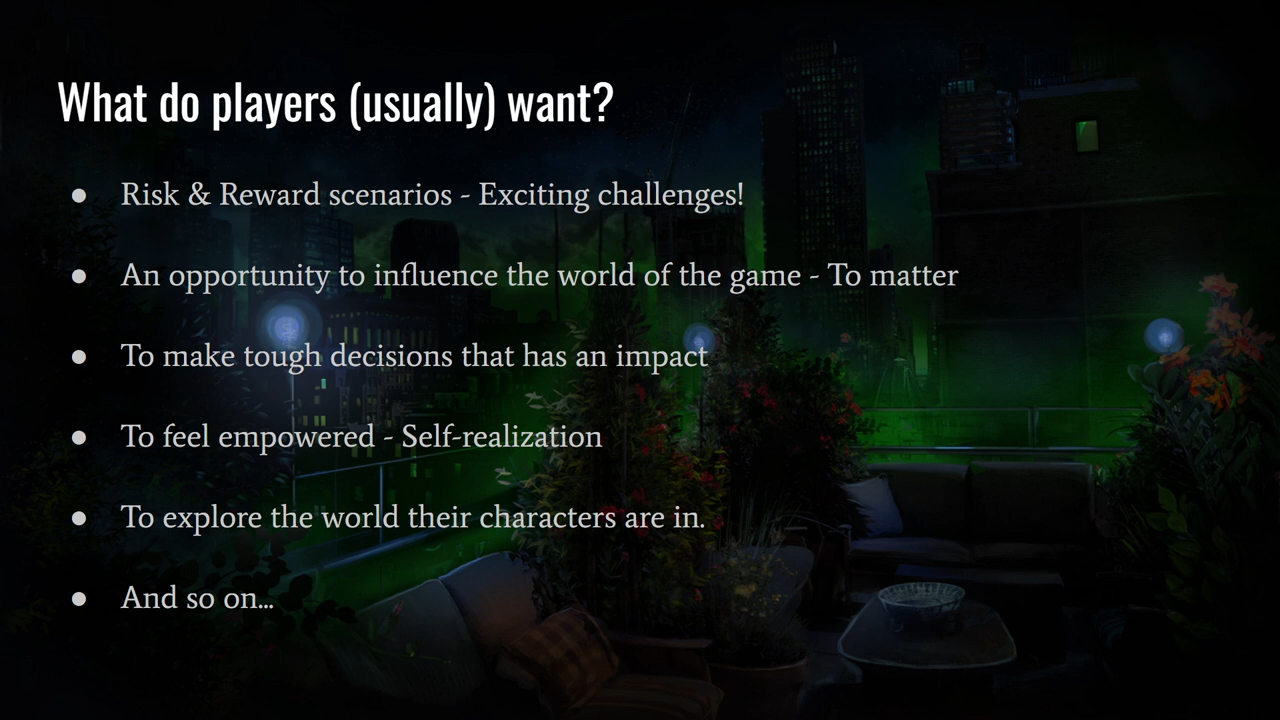 What do players (usually) want?
● Risk & Reward scenarios - Exciting challenges!
● An opportunity to influence the world of the game - To matter
● To make tough decisions that has an impact
● To feel empowered - Self-realization
● To explore the world their characters are in.
● And so on...